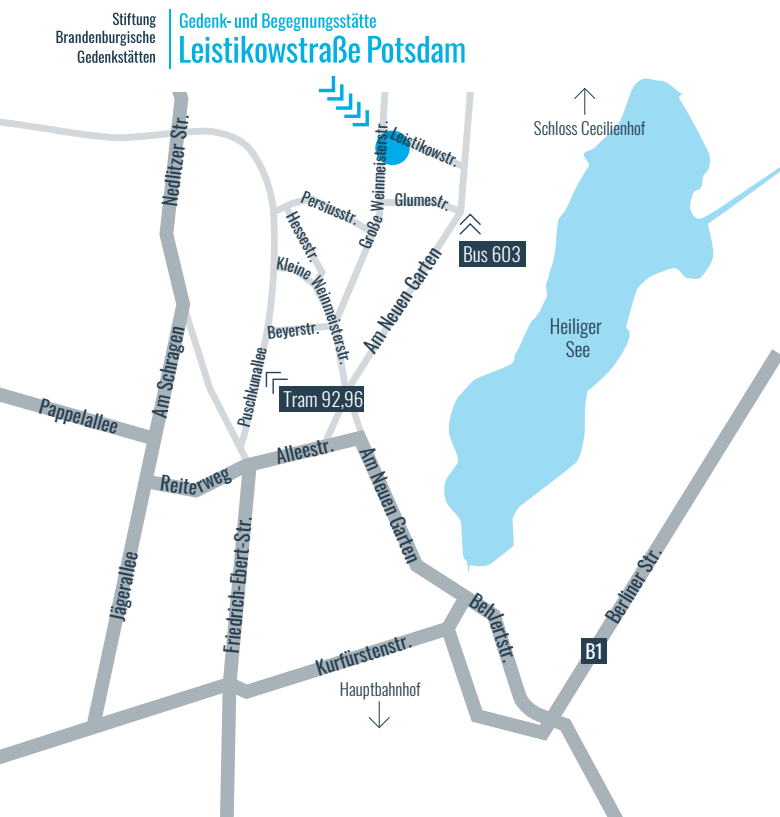 Stiftung
Brandenburgische
Gedenkstätten
Gedenk- und Begegnungsstätte
Leistikowstraße Potsdam
Schloss Cecilienhof
Nedlitzer Str.
Leistikowstr.
Große Weinmeisterstr.
Persiusstr.
Glumestr.
Hessestr.
Bus 603
Kleine Weinmeisterstr.
Am Neuen Garten
Heiliger
See
Beyerstr.
Am Schragen
Puschkunallee
Tram 92,96
Pappelallee
Alleestr.
Reiterweg
Am Neuen Garten
Friedrich-Ebert-Str.
Jägerallee
Berliner Str.
Behlertstr.
B1
Kurfürstenstr.
Hauptbahnhof